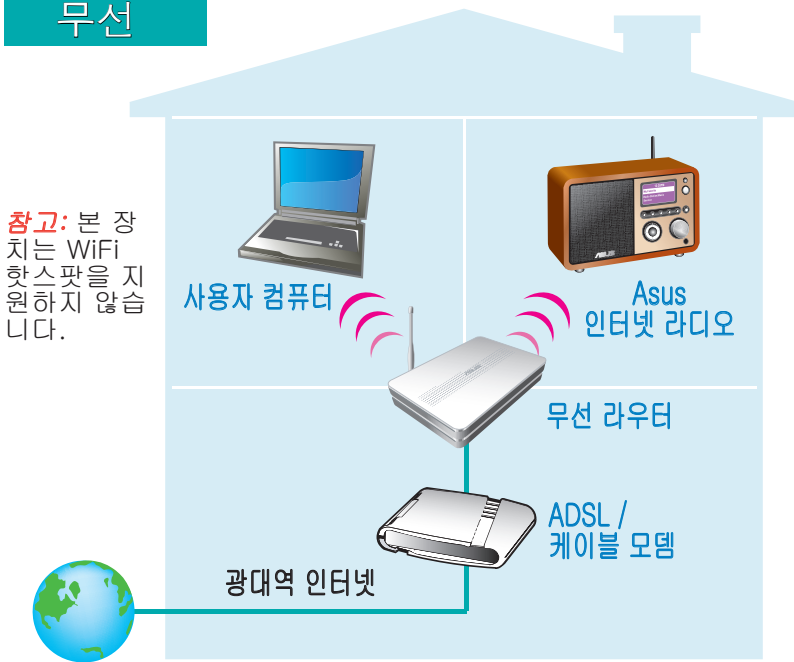 무선
참고: 본 장
치는 WiFi
핫스팟을 지
원하지 않습
니다.
사용자 컴퓨터
Asus
인터넷 라디오
무선 라우터
ADSL /
케이블 모뎀
광대역 인터넷